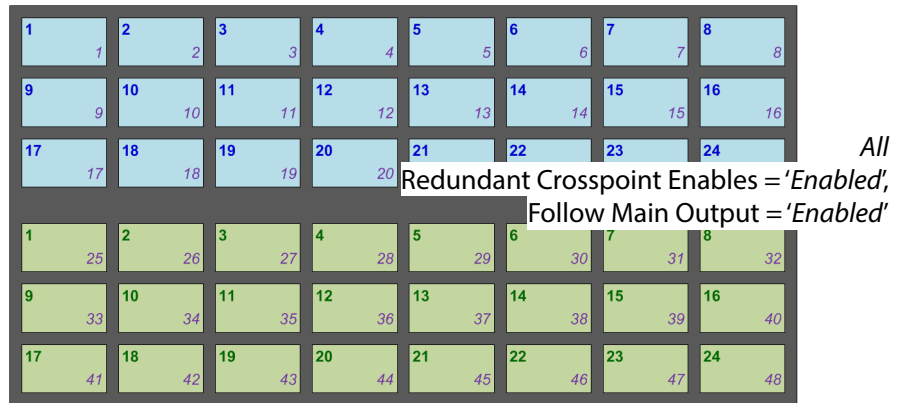 1 2 3 4 5 6 7 8
1 2 3 4 5 6 7 8
9 10 11 12 13 14 15 16
9 10 11 12 13 14 15 16
17 18 19 20 21 22 23 24
17 18 19 20
All
Redundant Crosspoint Enables = 'Enabled',
Follow Main Output = 'Enabled'
1 2 3 4 5 6 7 8
25 26 27 28 29 30 31 32
9 10 11 12 13 14 15 16
33 34 35 36 37 38 39 40
17 18 19 20 21 22 23 24
41 42 43 44 45 46 47 48